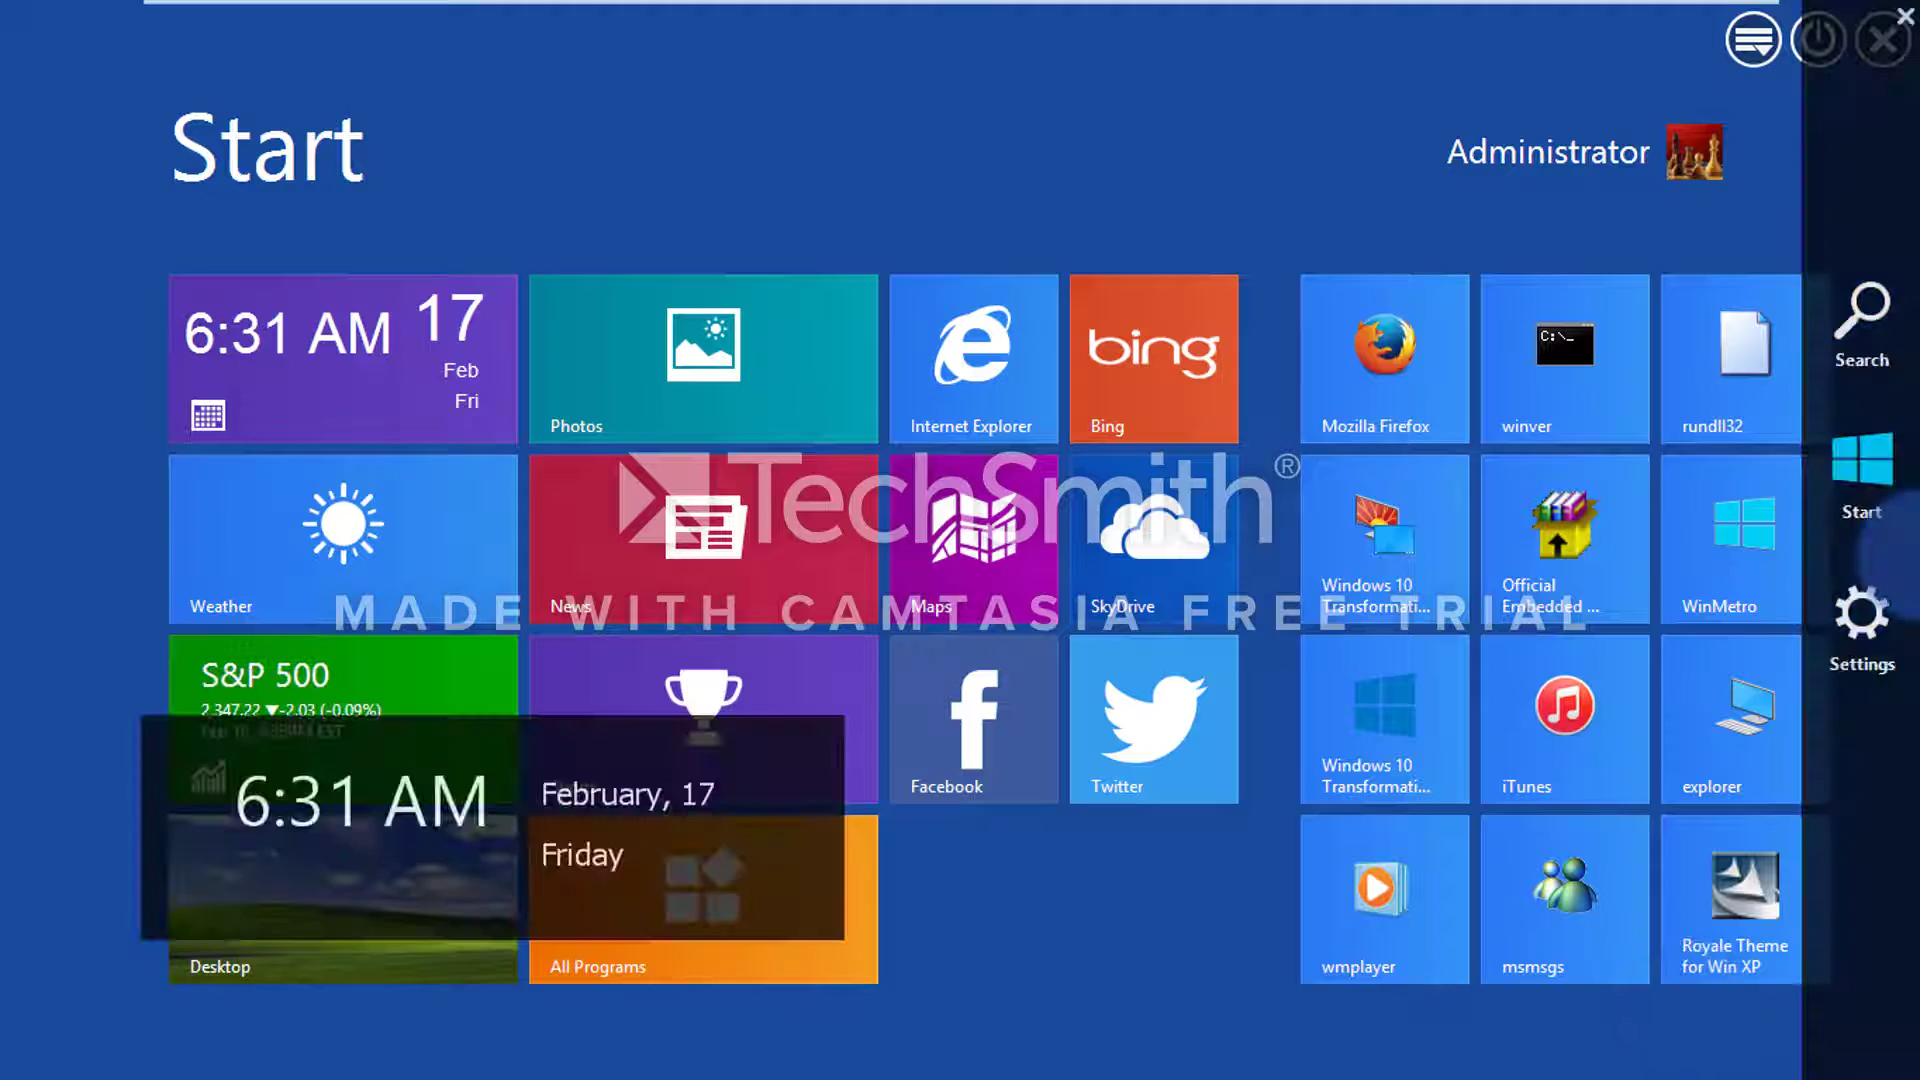 Start
Administrator
6:31 AM
17
Feb
Fri
Photos
Internet Explorer
bing
Bing
Mozilla Firefox
C:\_
winver
rundll32
Search
TechSmith®
Weather
News
Maps
SkyDrive
Windows 10
Transformati...
Official
Embedded ...
WinMetro
Start
MADE WITH CAMTASIA FREE TRIAL
Settings
S&P 500
2,347.22 ▼-2.03 (-0.09%)
6:31 AM
February, 17
Friday
Facebook
Twitter
Windows 10
Transformati...
iTunes
explorer
Desktop
All Programs
wmplayer
msmsgs
Royale Theme
for Win XP